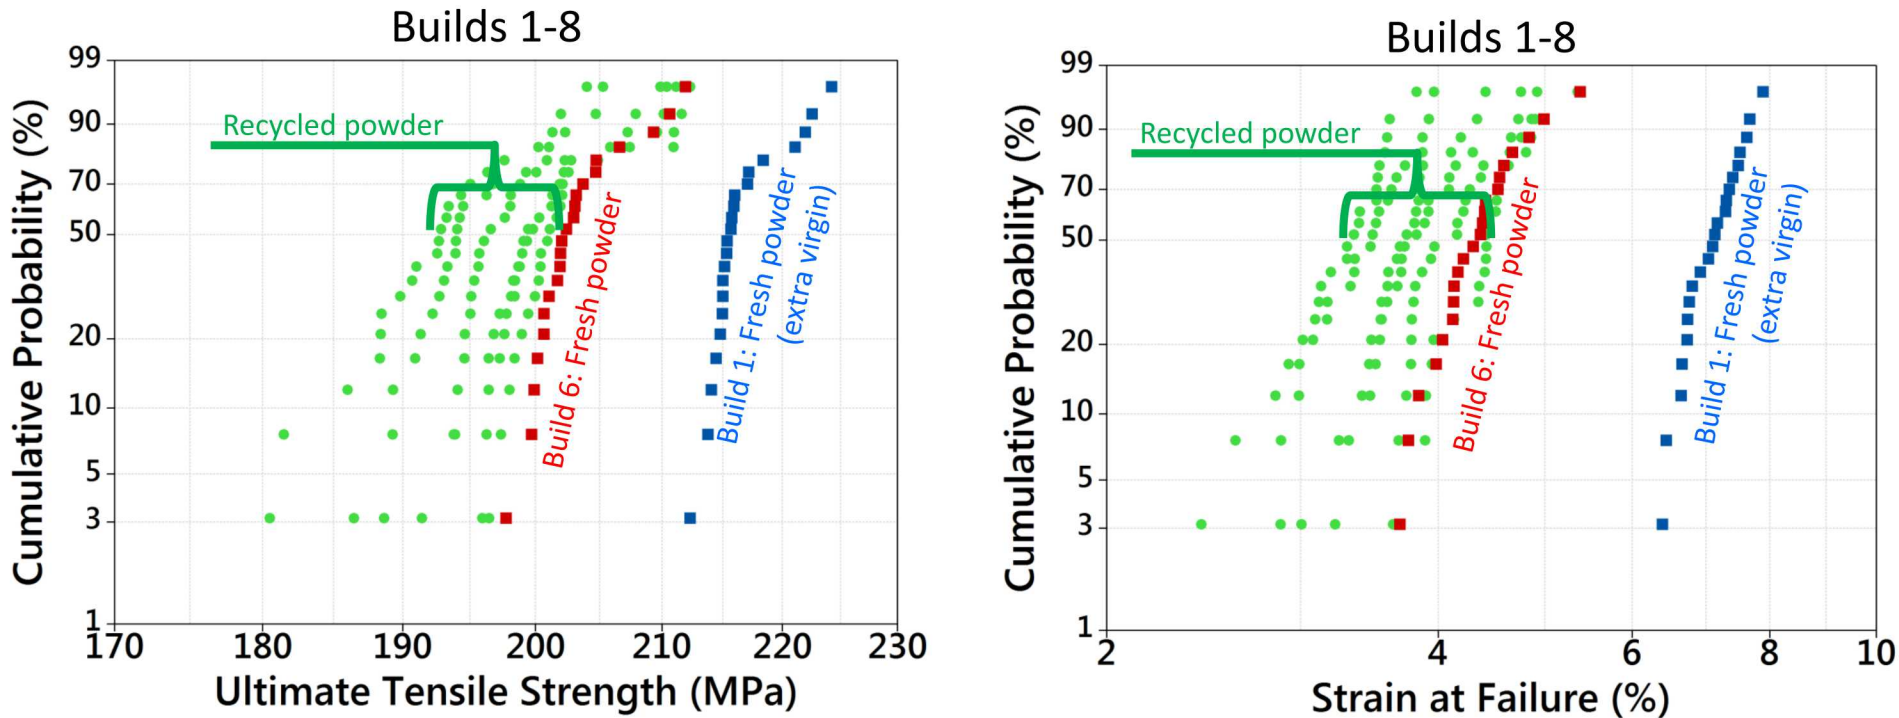 Builds 1-8
99
90
70
50
20
10
5
3
1
Cumulative Probability (%)
Recycled powder
Build 6: Fresh powder
Build 1: Fresh powder
(extra virgin)
170 180 190 200 210 220 230
Ultimate Tensile Strength (MPa)
Builds 1-8
99
90
70
50
20
10
5
3
1
Cumulative Probability (%)
Recycled powder
Build 6: Fresh powder
Build 1: Fresh powder
(extra virgin)
2 4 6 8 10
Strain at Failure (%)